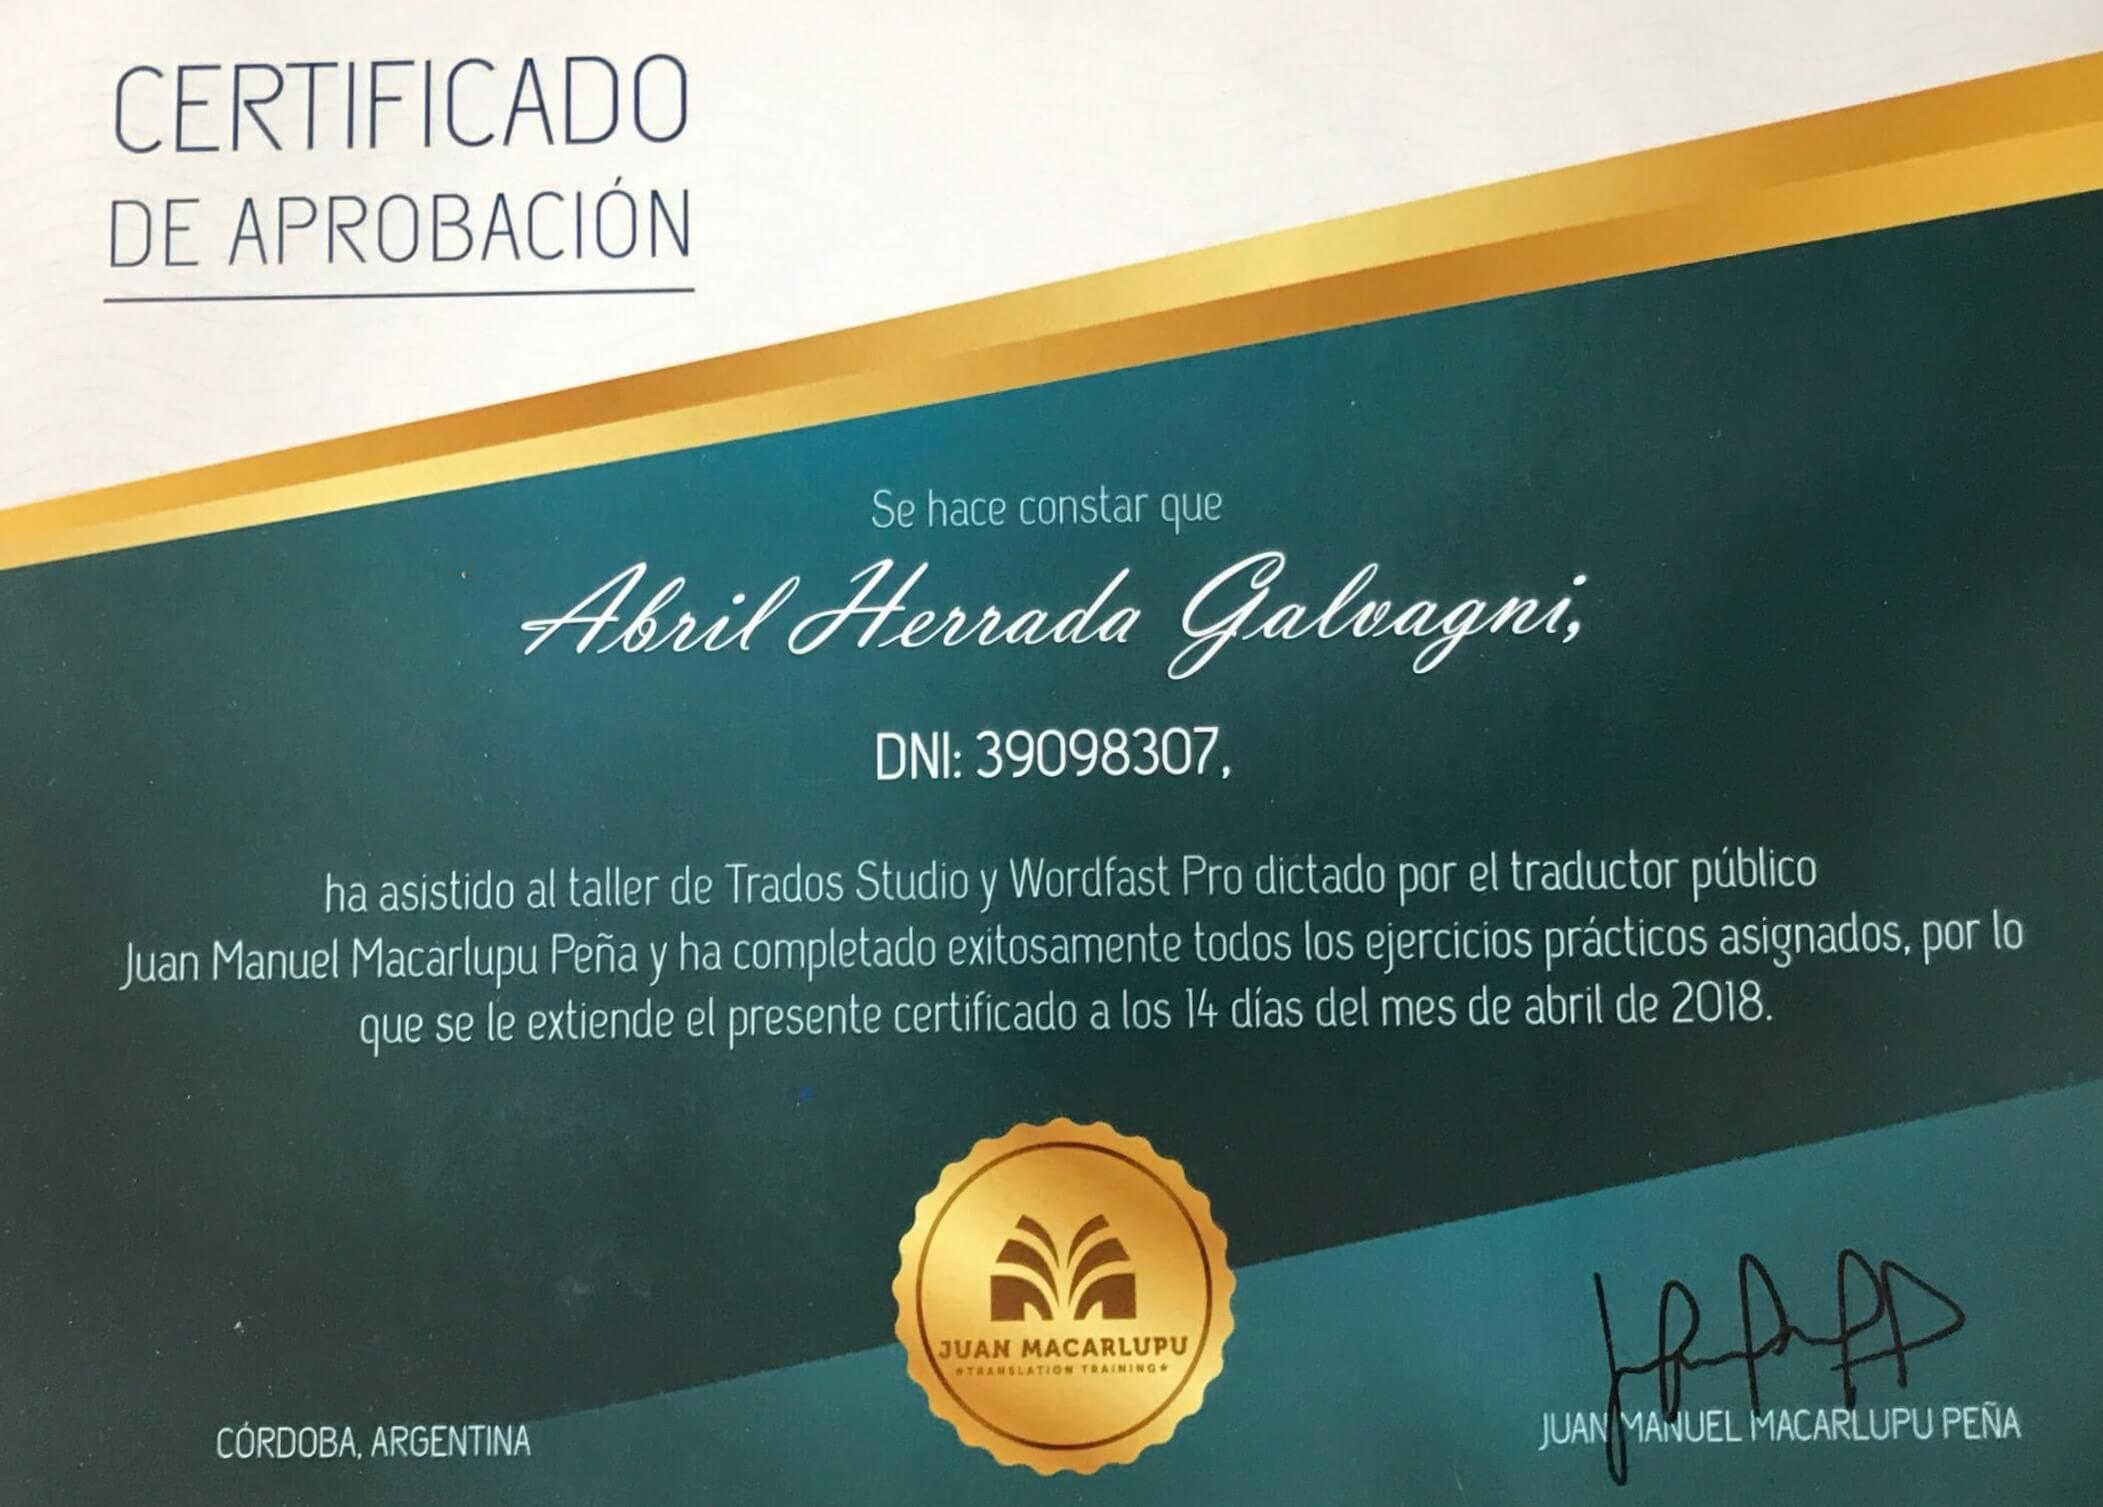 CERTIFICADO
DE APROBACIÓN
Se hace constar que
Abril Herrada Galvagni,
DNI: 39098307,
ha asistido al taller de Trados Studio y Wordfast Pro dictado por el traductor público
Juan Manuel Macarlupu Peña y ha completado exitosamente todos los ejercicios prácticos asignados, por lo
que se le extiende el presente certificado a los 14 días del mes de abril de 2018.
JUAN MACARLUPU
★TRANSLATION TRAINING★
CÓRDOBA, ARGENTINA
JUAN MANUEL MACARLUPU PEÑA